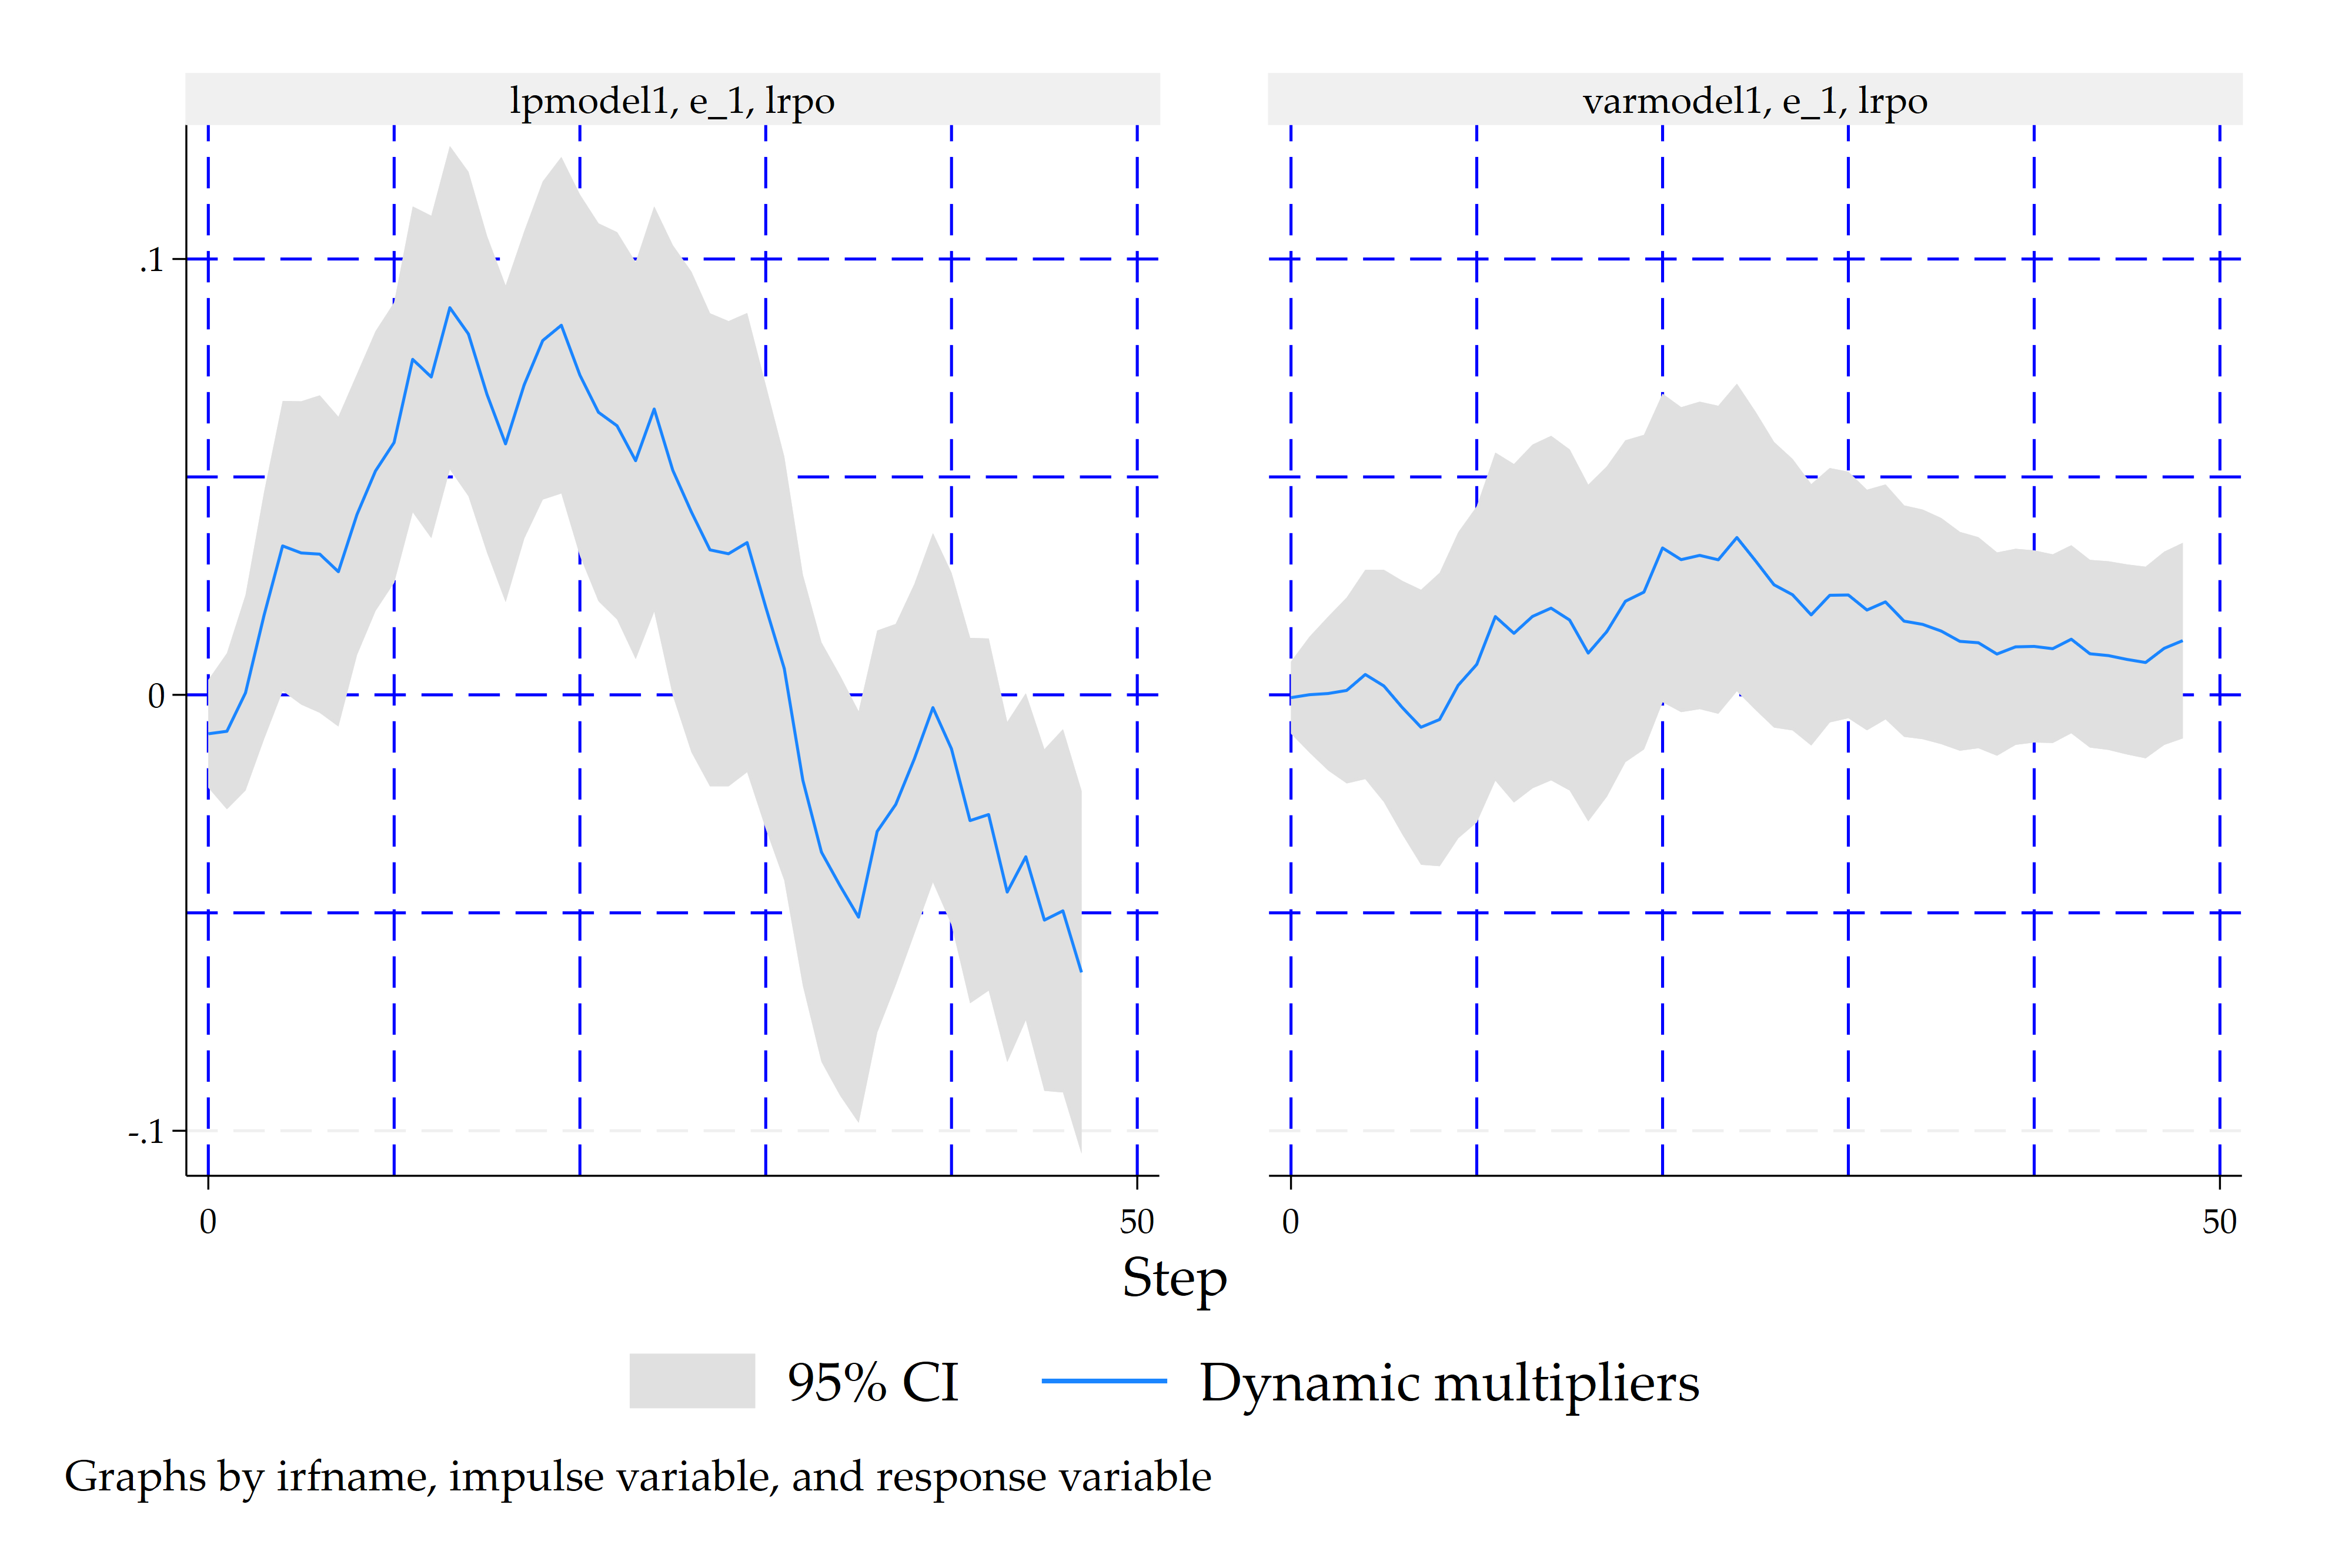 lpmodel1, e_1, lrpo
varmodel1, e_1, lrpo
.1
0
-.1
0
50
0
50
Step
95% CI
Dynamic multipliers
Graphs by irfname, impulse variable, and response variable